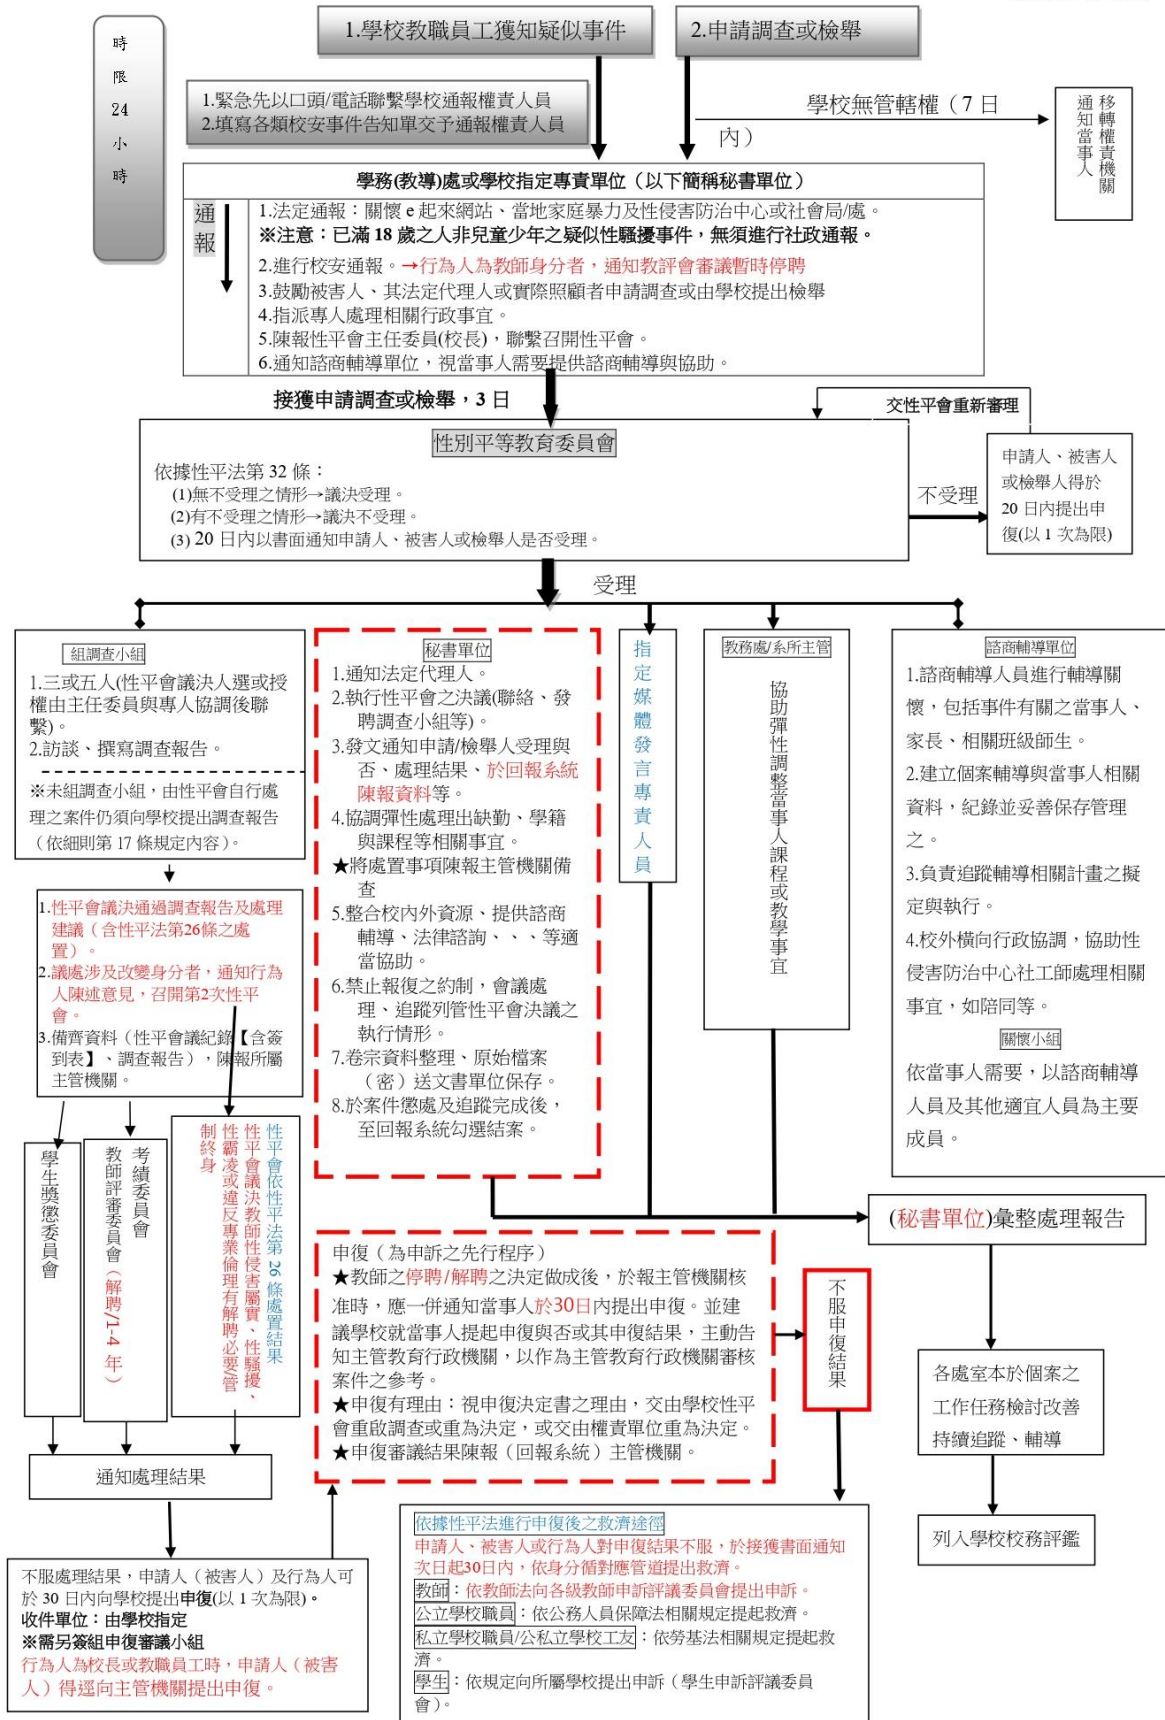 時
限
24
小
時
1.學校教職員工獲知疑似事件
2.申請調查或檢舉
1.緊急先以口頭/電話聯繫學校通報權責人員
2.填寫各類校安事件告知單交予通報權責人員
學校無管轄權（7 日
內）
移轉權責機關
通知當事人
學務(教導)處或學校指定專責單位（以下簡稱秘書單位）
通報
1.法定通報：關懷 e 起來網站、當地家庭暴力及性侵害防治中心或社會局/處。
※注意：已滿 18 歲之人非兒童少年之疑似性騷擾事件，無須進行社政通報。
2.進行校安通報。→行為人為教師身分者，通知教評會審議暫時停聘
3.鼓勵被害人、其法定代理人或實際照顧者申請調查或由學校提出檢舉
4.指派專人處理相關行政事宜。
5.陳報性平會主任委員(校長)，聯繫召開性平會。
6.通知諮商輔導單位，視當事人需要提供諮商輔導與協助。
接獲申請調查或檢舉，3 日
交性平會重新審理
性別平等教育委員會
依據性平法第 32 條：
(1)無不受理之情形→議決受理。
(2)有不受理之情形→議決不受理。
(3) 20 日內以書面通知申請人、被害人或檢舉人是否受理。
不受理
申請人、被害人
或檢舉人得於
20 日內提出申
復(以 1 次為限)
受理
組調查小組
1.三或五人(性平會議決人選或授
權由主任委員與專人協調後聯
繫)。
2.訪談、撰寫調查報告。
※未組調查小組，由性平會自行處
理之案件仍須向學校提出調查報告
（依細則第 17 條規定內容）。
1.性平會議決通過調查報告及處理
建議（含性平法第26條之處
置）。
2.議處涉及改變身分者，通知行為
人陳述意見，召開第2次性平
會。
3.備齊資料（性平會議紀錄【含簽
到表】、調查報告），陳報所屬
主管機關。
學生獎懲委員會
考績委員會
教師評審委員會（解聘/1-4 年）
性平會依性平法第 26 條處置結果
性平會議決教師性侵害屬實、性騷擾、
性霸凌或違反專業倫理有解聘必要/管
制終身
通知處理結果
不服處理結果，申請人（被害人）及行為人可
於 30 日內向學校提出申復(以 1 次為限)。
收件單位：由學校指定
※需另簽組申復審議小組
行為人為校長或教職員工時，申請人（被害
人）得逕向主管機關提出申復。
秘書單位
1.通知法定代理人。
2.執行性平會之決議(聯絡、發
聘調查小組等)。
3.發文通知申請/檢舉人受理與
否、處理結果、於回報系統
陳報資料等。
4.協調彈性處理出缺勤、學籍
與課程等相關事宜。
★將處置事項陳報主管機關備
查
5.整合校內外資源、提供諮商
輔導、法律諮詢、、、等適
當協助。
6.禁止報復之約制，會議處
理、追蹤列管性平會決議之
執行情形。
7.卷宗資料整理、原始檔案
（密）送文書單位保存。
8.於案件懲處及追蹤完成後，
至回報系統勾選結案。
指定媒體發言專責人員
教務處/系所主管
協助彈性調整當事人課程或教學事宜
諮商輔導單位
1.諮商輔導人員進行輔導關
懷，包括事件有關之當事人、
家長、相關班級師生。
2.建立個案輔導與當事人相關
資料，紀錄並妥善保存管理
之。
3.負責追蹤輔導相關計畫之擬
定與執行。
4.校外橫向行政協調，協助性
侵害防治中心社工師處理相關
事宜，如陪同等。
關懷小組
依當事人需要，以諮商輔導
人員及其他適宜人員為主要
成員。
(秘書單位)彙整處理報告
各處室本於個案之
工作任務檢討改善
持續追蹤、輔導
列入學校校務評鑑
申復（為申訴之先行程序）
★教師之停聘/解聘之決定做成後，於報主管機關核
准時，應一併通知當事人於30日內提出申復。並建
議學校就當事人提起申復與否或其申復結果，主動告
知主管教育行政機關，以作為主管教育行政機關審核
案件之參考。
★申復有理由：視申復決定書之理由，交由學校性平
會重啟調查或重為決定，或交由權責單位重為決定。
★申復審議結果陳報（回報系統）主管機關。
不服申復結果
依據性平法進行申復後之救濟途徑
申請人、被害人或行為人對申復結果不服，於接獲書面通知
次日起30日內，依身分循對應管道提出救濟。
教師：依教師法向各級教師申訴評議委員會提出申訴。
公立學校職員：依公務人員保障法相關規定提起救濟。
私立學校職員/公私立學校工友：依勞基法相關規定提起救
濟。
學生：依規定向所屬學校提出申訴（學生申訴評議委員
會）。